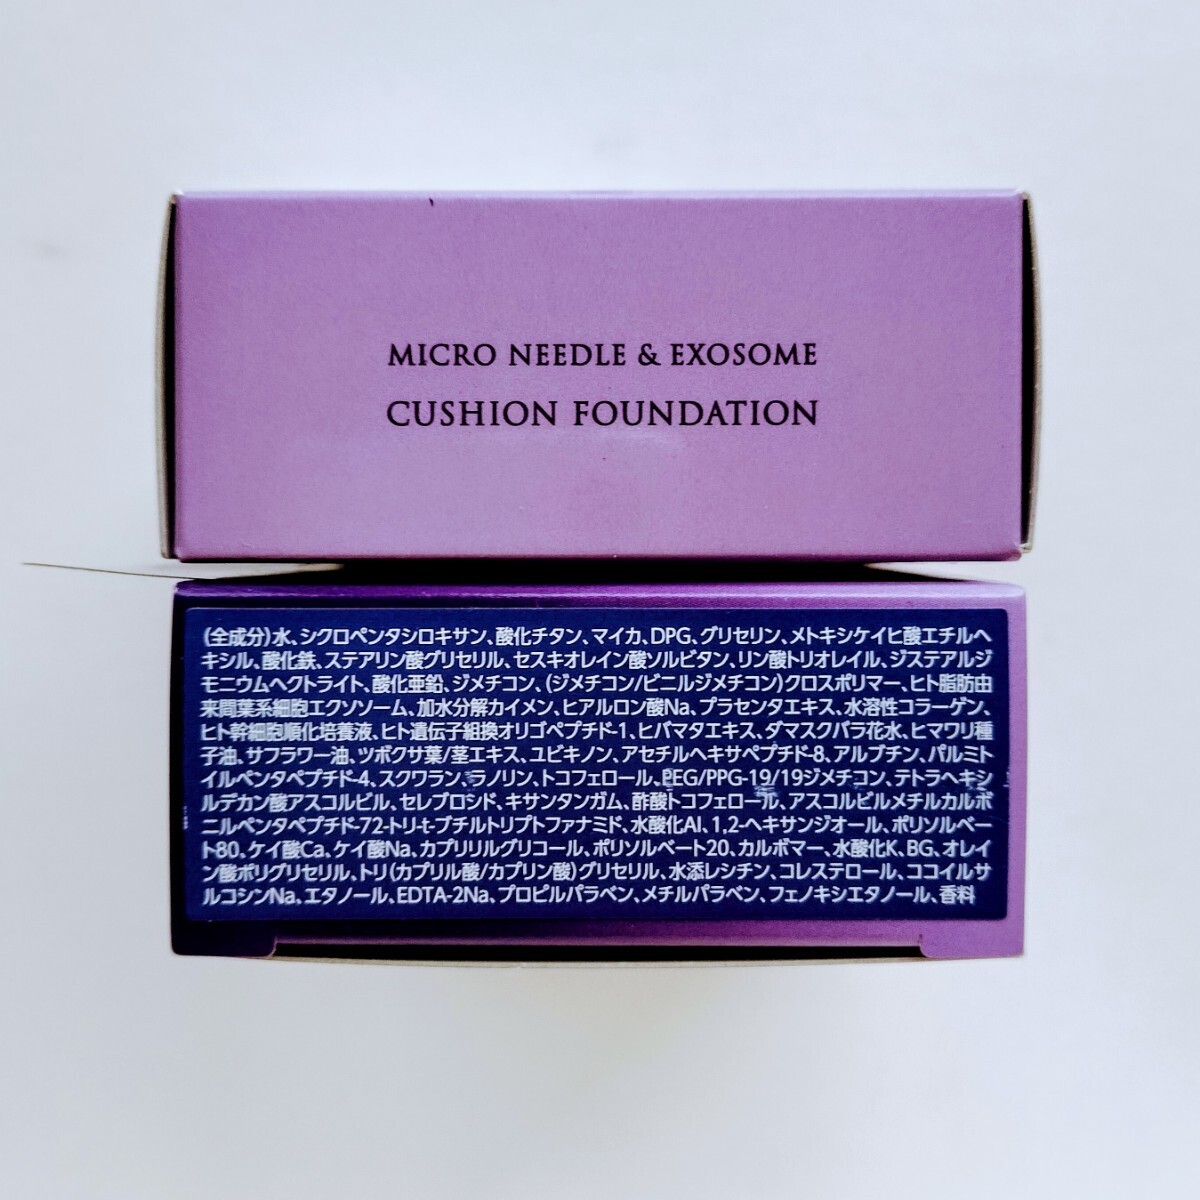 MICRO NEEDLE & EXOSOME
CUSHION FOUNDATION
(全成分)水、シクロペンタシロキサン、酸化チタン、マイカ、DPG、グリセリン、メトキシケイヒ酸エチルヘ
キシル、酸化鉄、ステアリン酸グリセリル、セスキオレイン酸ソルビタン、リン酸トリオレイル、ジステアルジ
モニウムヘクトライト、酸化亜鉛、ジメチコン、(ジメチコン/ビニルジメチコン)クロスポリマー、ヒト脂肪由
来間葉系細胞エクソソーム、加水分解カイメン、ヒアルロン酸Na、プラセンタエキス、水溶性コラーゲン、
ヒト幹細胞順化培養液、ヒト遺伝子組換オリゴペプチド-1、ヒバマタエキス、ダマスクバラ花水、ヒマワリ種
子油、サフラワー油、ツボクサ葉/茎エキス、ユビキノン、アセチルヘキサペプチド-8、アルブチン、パルミト
イルペンタペプチド-4、スクワラン、ラノリン、トコフェロール、PEG/PPG-19/19ジメチコン、テトラヘキシ
ルデカン酸アスコルビル、セレブロシド、キサンタンガム、酢酸トコフェロール、アスコルビルメチルカルボ
ニルペンタペプチド-72-トリ-t-ブチルトリプトファナミド、水酸化Al、1,2-ヘキサンジオール、ポリソルベー
ト80、ケイ酸Ca、ケイ酸Na、カプリリルグリコール、ポリソルベート20、カルボマー、水酸化K、BG、オレイ
ン酸ポリグリセリル、トリ(カプリル酸/カプリン酸)グリセリル、水添レシチン、コレステロール、ココイルサ
ルコシンNa、エタノール、EDTA-2Na、プロピルパラベン、メチルパラベン、フェノキシエタノール、香料